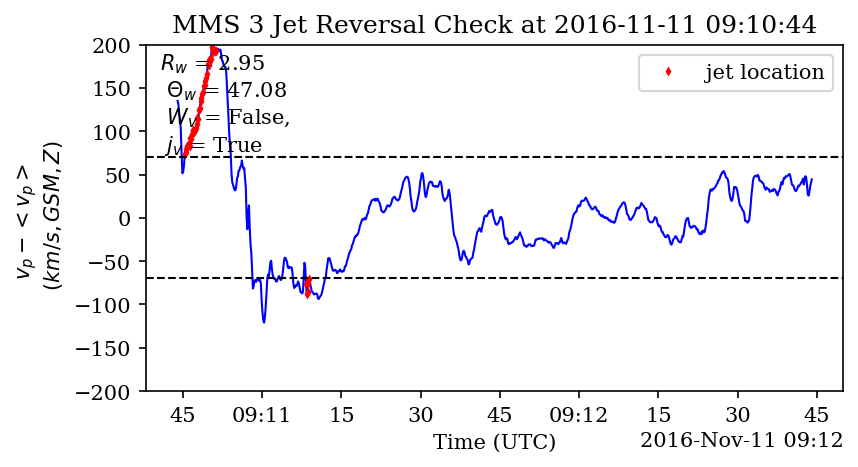 MMS 3 Jet Reversal Check at 2016-11-11 09:10:44
R_w = 2.95
Θ_w = 47.08
W_v = False,
j_v = True
jet location
v_p − < v_p >
(km/s, GSM, Z)
200
150
100
50
0
−50
−100
−150
−200
45 09:11 15 30 45 09:12 15 30 45
Time (UTC)
2016-Nov-11 09:12